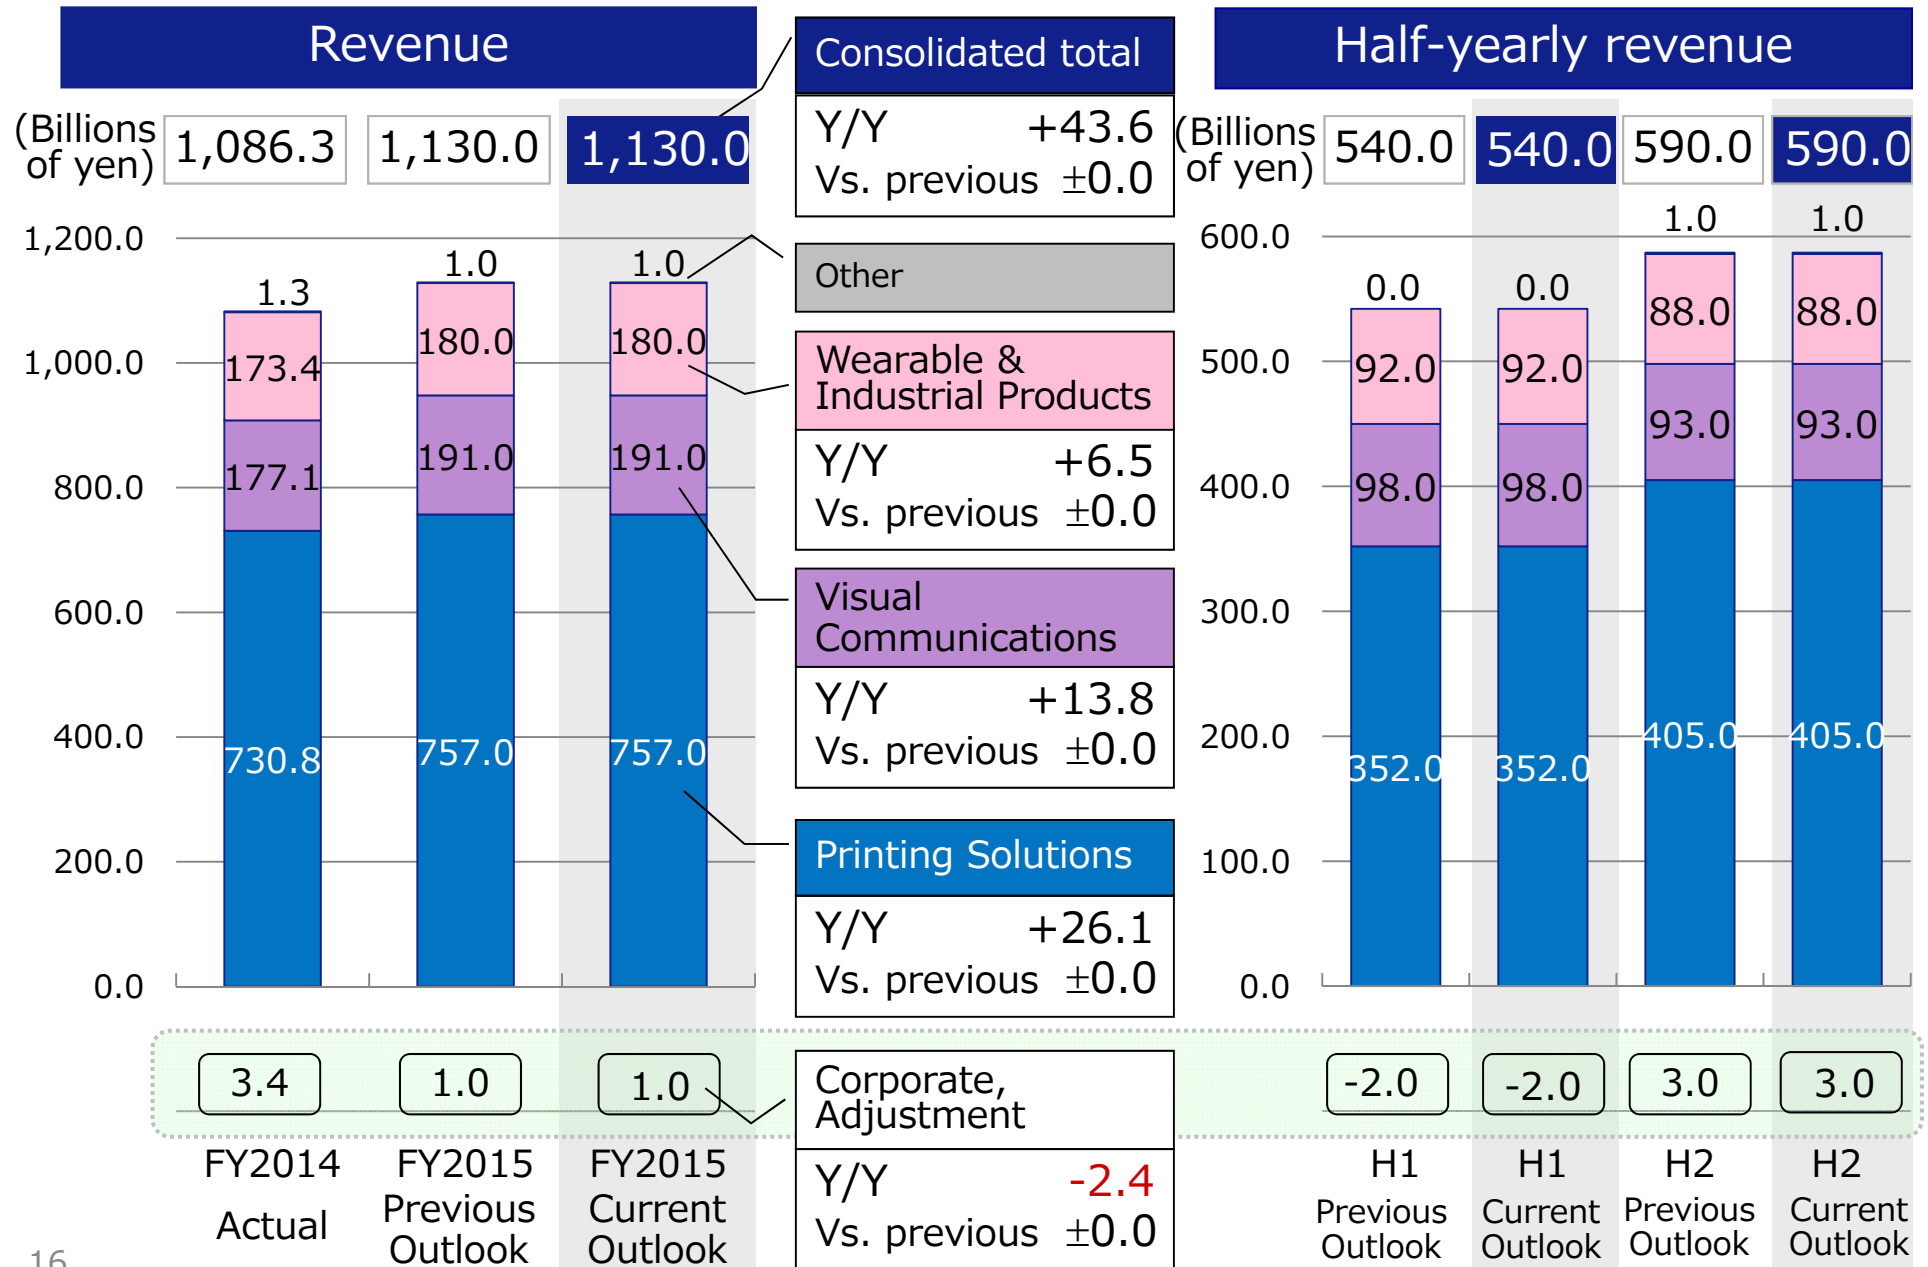 Revenue
(Billions
of yen)
1,086.3
1,130.0
1,130.0
1,200.0
1,000.0
800.0
600.0
400.0
200.0
0.0
1.3
173.4
177.1
730.8
1.0
180.0
191.0
757.0
1.0
180.0
191.0
757.0
3.4
1.0
1.0
FY2014
Actual
FY2015
Previous
Outlook
FY2015
Current
Outlook
Consolidated total
Y/Y +43.6
Vs. previous ±0.0
Other
Wearable &
Industrial Products
Y/Y +6.5
Vs. previous ±0.0
Visual
Communications
Y/Y +13.8
Vs. previous ±0.0
Printing Solutions
Y/Y +26.1
Vs. previous ±0.0
Corporate,
Adjustment
Y/Y -2.4
Vs. previous ±0.0
Half-yearly revenue
(Billions
of yen)
540.0
540.0
590.0
590.0
600.0
500.0
400.0
300.0
200.0
100.0
0.0
0.0
92.0
98.0
352.0
0.0
92.0
98.0
352.0
1.0
88.0
93.0
405.0
1.0
88.0
93.0
405.0
-2.0
-2.0
3.0
3.0
H1
Previous
Outlook
H1
Current
Outlook
H2
Previous
Outlook
H2
Current
Outlook
16